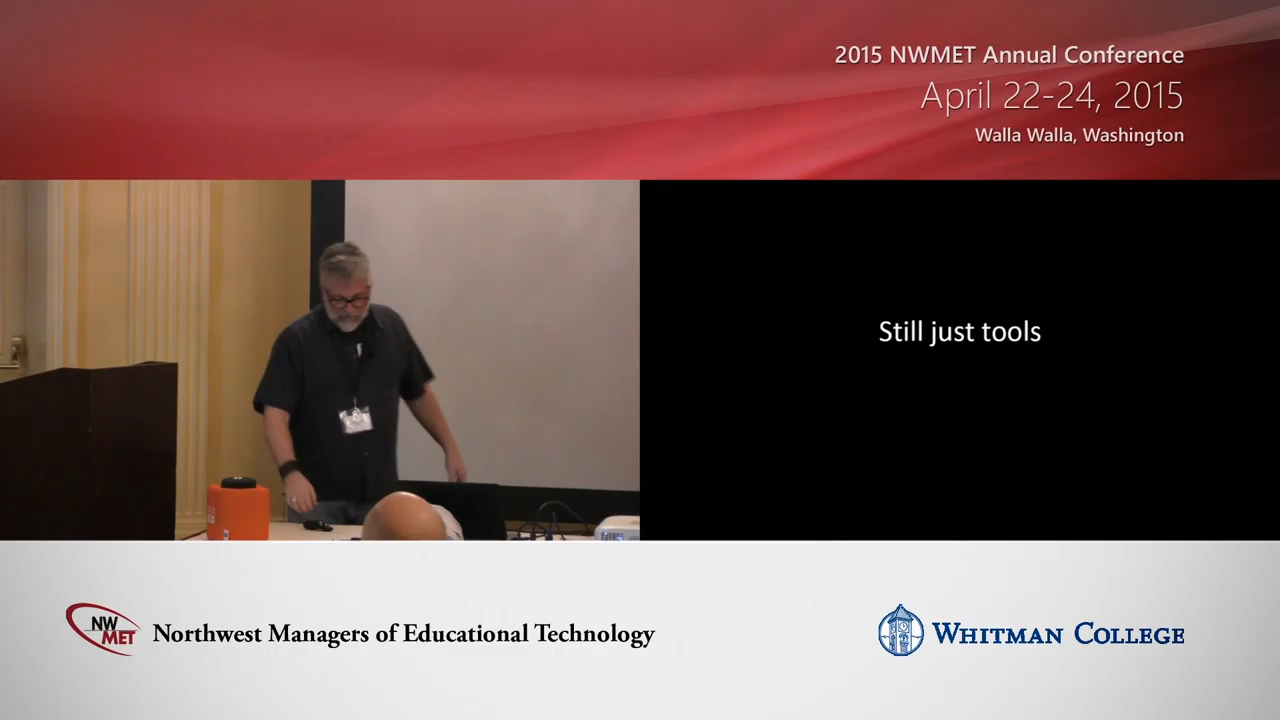 2015 NWMET Annual Conference
April 22-24, 2015
Walla Walla, Washington
Still just tools
NW
MET
Northwest Managers of Educational Technology
WHITMAN COLLEGE